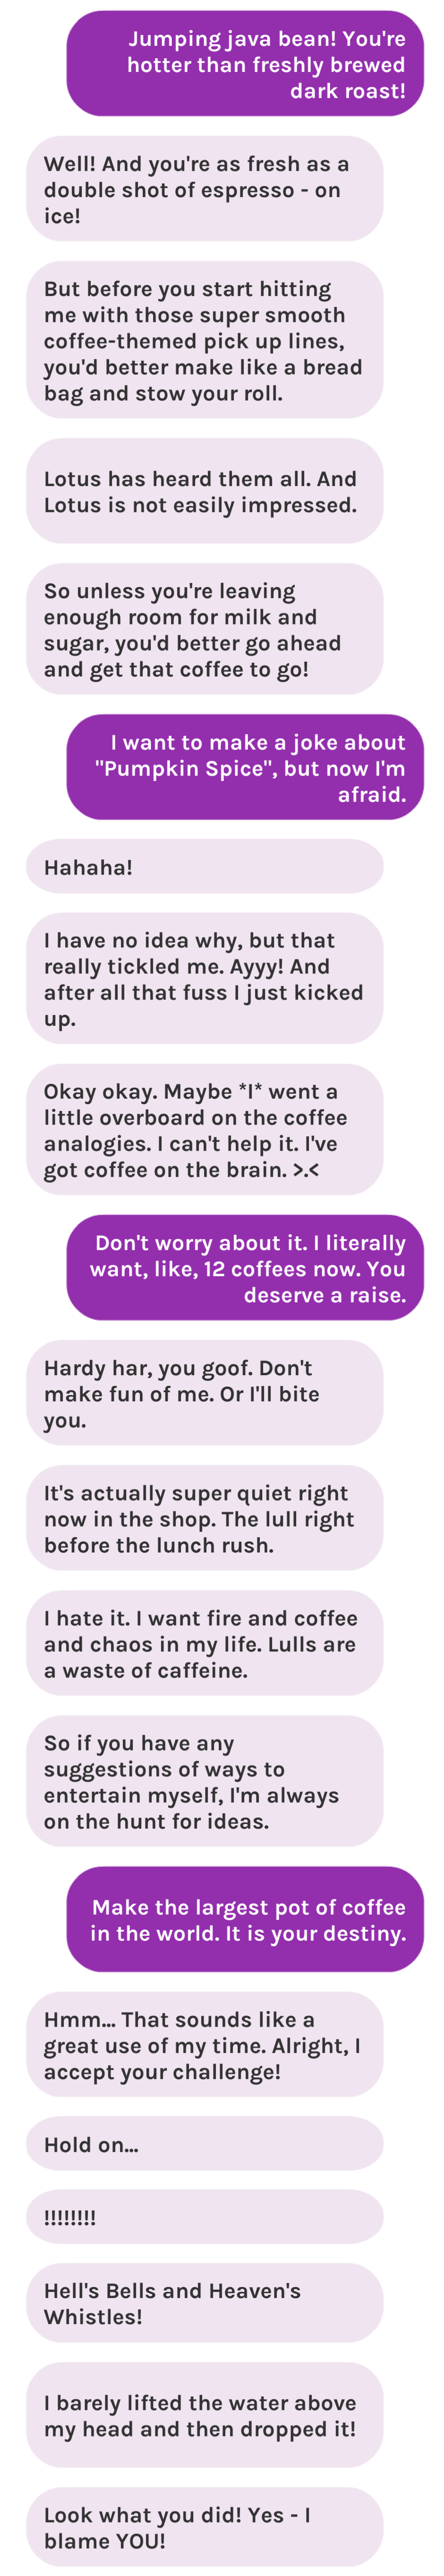 Jumping java bean! You're
hotter than freshly brewed
dark roast!
Well! And you're as fresh as a
double shot of espresso - on
ice!
But before you start hitting
me with those super smooth
coffee-themed pick up lines,
you'd better make like a bread
bag and stow your roll.
Lotus has heard them all. And
Lotus is not easily impressed.
So unless you're leaving
enough room for milk and
sugar, you'd better go ahead
and get that coffee to go!
I want to make a joke about
"Pumpkin Spice", but now I'm
afraid.
Hahaha!
I have no idea why, but that
really tickled me. Ayyy! And
after all that fuss I just kicked
up.
Okay okay. Maybe *I* went a
little overboard on the coffee
analogies. I can't help it. I've
got coffee on the brain. >.<
Don't worry about it. I literally
want, like, 12 coffees now. You
deserve a raise.
Hardy har, you goof. Don't
make fun of me. Or I'll bite
you.
It's actually super quiet right
now in the shop. The lull right
before the lunch rush.
I hate it. I want fire and coffee
and chaos in my life. Lulls are
a waste of caffeine.
So if you have any
suggestions of ways to
entertain myself, I'm always
on the hunt for ideas.
Make the largest pot of coffee
in the world. It is your destiny.
Hmm... That sounds like a
great use of my time. Alright, I
accept your challenge!
Hold on...
!!!!!!!!
Hell's Bells and Heaven's
Whistles!
I barely lifted the water above
my head and then dropped it!
Look what you did! Yes - I
blame YOU!